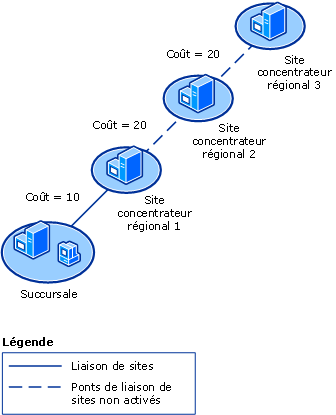 Coût = 20
Site
concentrateur
régional 3
Coût = 20
Site
concentrateur
régional 2
Coût = 10
Site
concentrateur
régional 1
Succursale
Légende
Liaison de sites
Ponts de liaison de
sites non activés